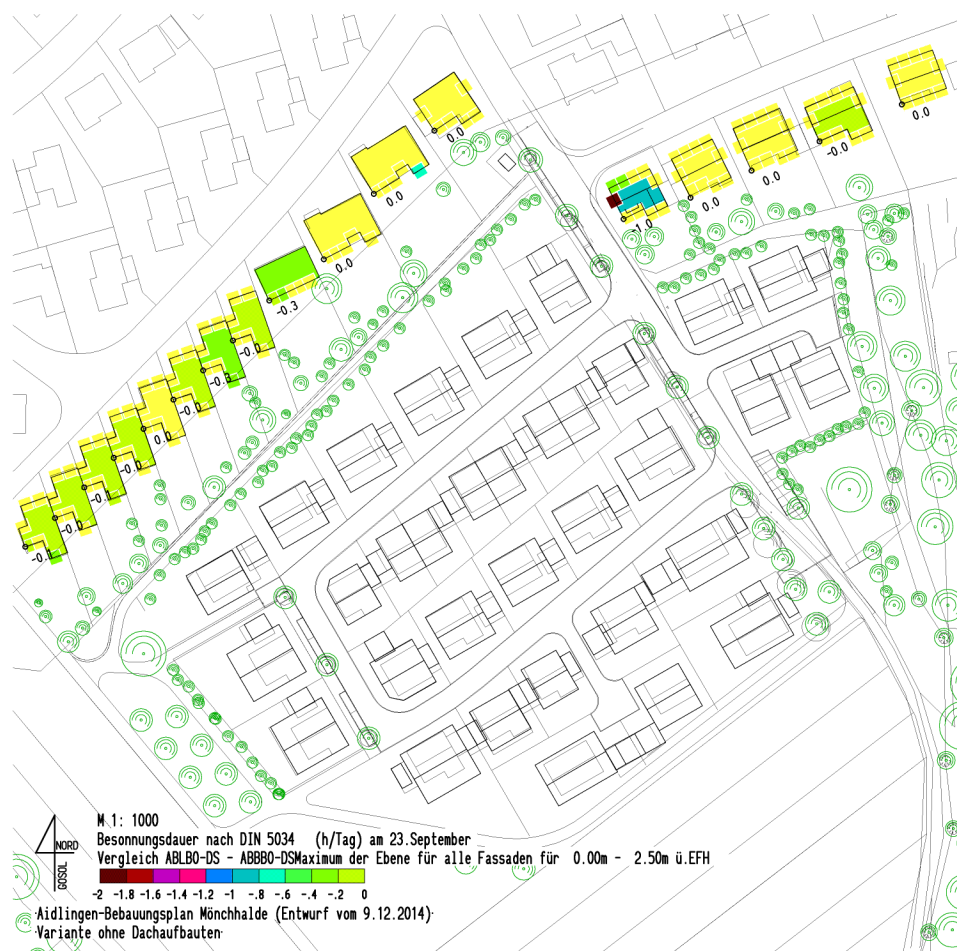 0.0
0.0
0.0
-0.3
-0.0
-0.3
-0.0
0.0
-0.0
-0.1
-0.0
-0.1
-1.0
0.0
0.0
-0.0
0.0
NORD
GOSOL
M 1: 1000
Besonnungsdauer nach DIN 5034 (h/Tag) am 23.September
Vergleich ABLBO-DS - ABBBO-DSMaximum der Ebene für alle Fassaden für 0.00m - 2.50m ü.EFH
-2 -1.8 -1.6 -1.4 -1.2 -1 -.8 -.6 -.4 -.2 0
Aidlingen-Bebauungsplan Mönchhalde (Entwurf vom 9.12.2014)
Variante ohne Dachaufbauten